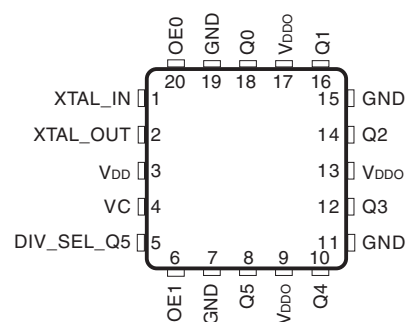 OE0 GND Q0 VDDO Q1
20 19 18 17 16
XTAL_IN 1 15 GND
XTAL_OUT 2 14 Q2
VDD 3 13 VDDO
VC 4 12 Q3
DIV_SEL_Q5 5 11 GND
6 7 8 9 10
OE1 GND Q5 VDDO Q4